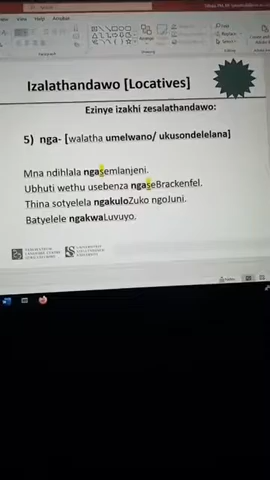 Izalathandawo [Locatives]
Ezinye izakhi zesalathandawo:
5) nga- [walatha umelwano/ ukusondelelana]
Mna ndihlala ngasemlanjeni.
Ubhuti wethu usebenza ngaseBrackenfel.
Thina sotyelela ngakuloZuko ngoJuni.
Batyelele ngakwaLuvuyo.